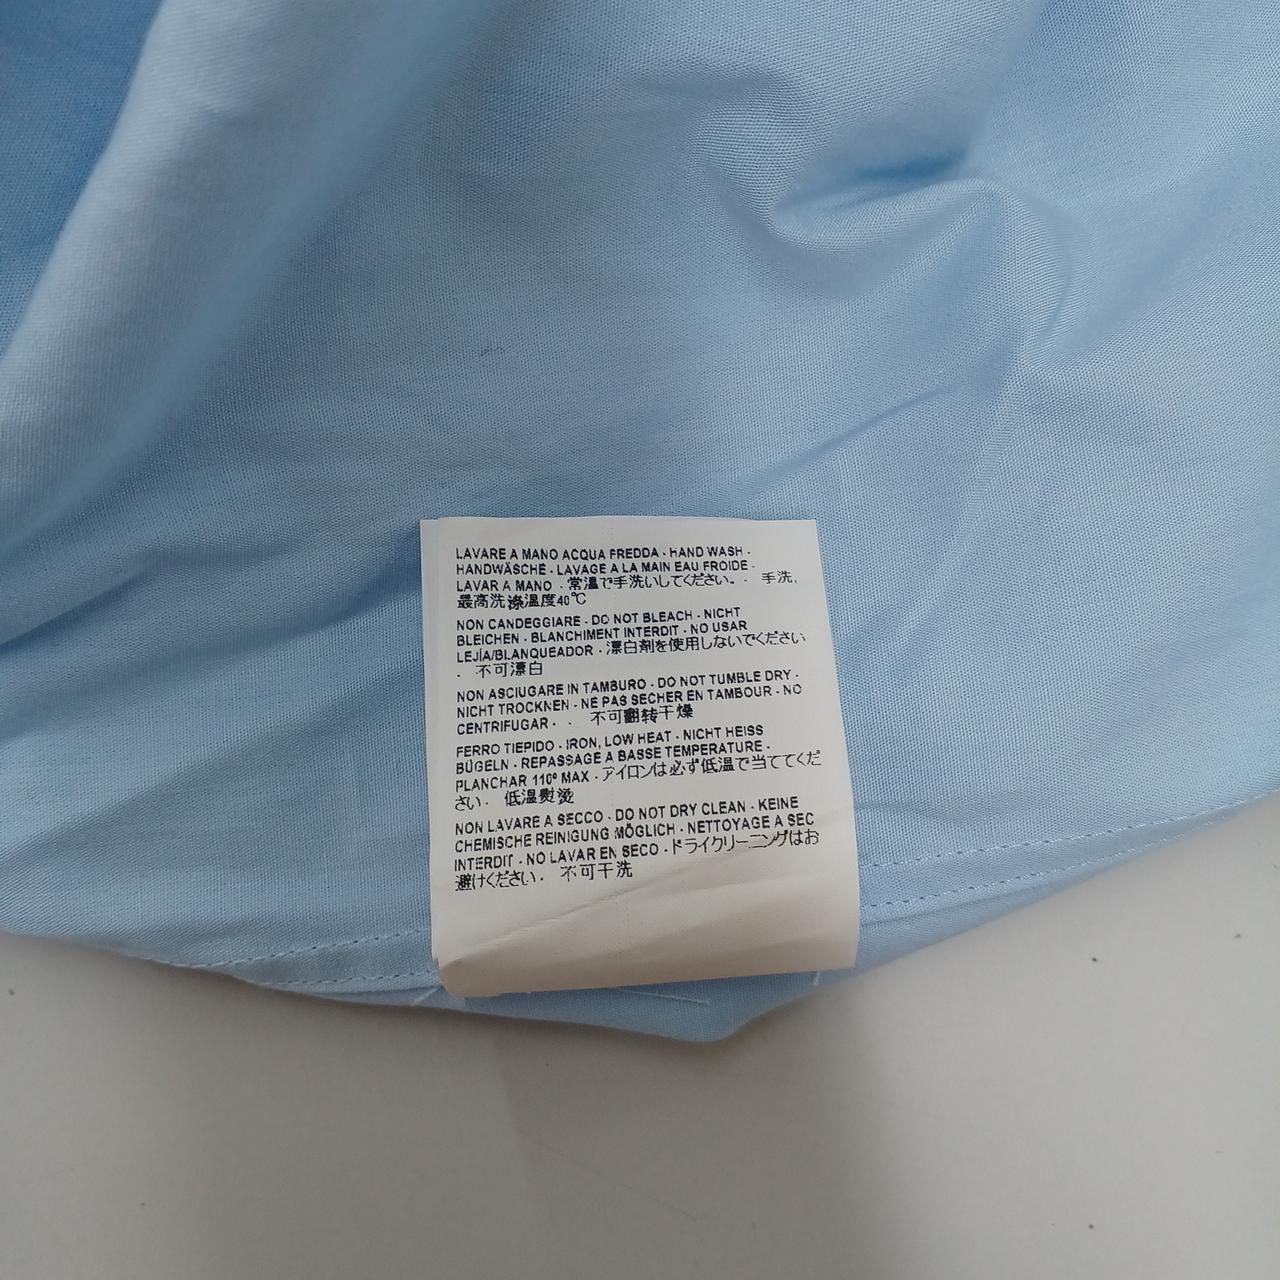 LAVARE A MANO ACQUA FREDDA - HAND WASH -
HANDWÄSCHE - LAVAGE A LA MAIN EAU FROIDE -
LAVAR A MANO - 常温で手洗いしてください。 - 手洗,
最高洗涤温度40℃
NON CANDEGGIARE - DO NOT BLEACH - NICHT
BLEICHEN - BLANCHIMENT INTERDIT - NO USAR
LEJÍA/BLANQUEADOR - 漂白剤を使用しないでください
- 不可漂白
NON ASCIUGARE IN TAMBURO - DO NOT TUMBLE DRY -
NICHT TROCKNEN - NE PAS SECHER EN TAMBOUR - NO
CENTRIFUGAR - - 不可翻转干燥
FERRO TIEPIDO - IRON, LOW HEAT - NICHT HEISS
BÜGELN - REPASSAGE A BASSE TEMPERATURE -
PLANCHAR 110º MAX - アイロンは必ず低温で当ててくだ
さい - 低温熨烫
NON LAVARE A SECCO - DO NOT DRY CLEAN - KEINE
CHEMISCHE REINIGUNG MÖGLICH - NETTOYAGE A SEC
INTERDIT - NO LAVAR EN SECO - ドライクリーニングはお
避けください - 不可干洗